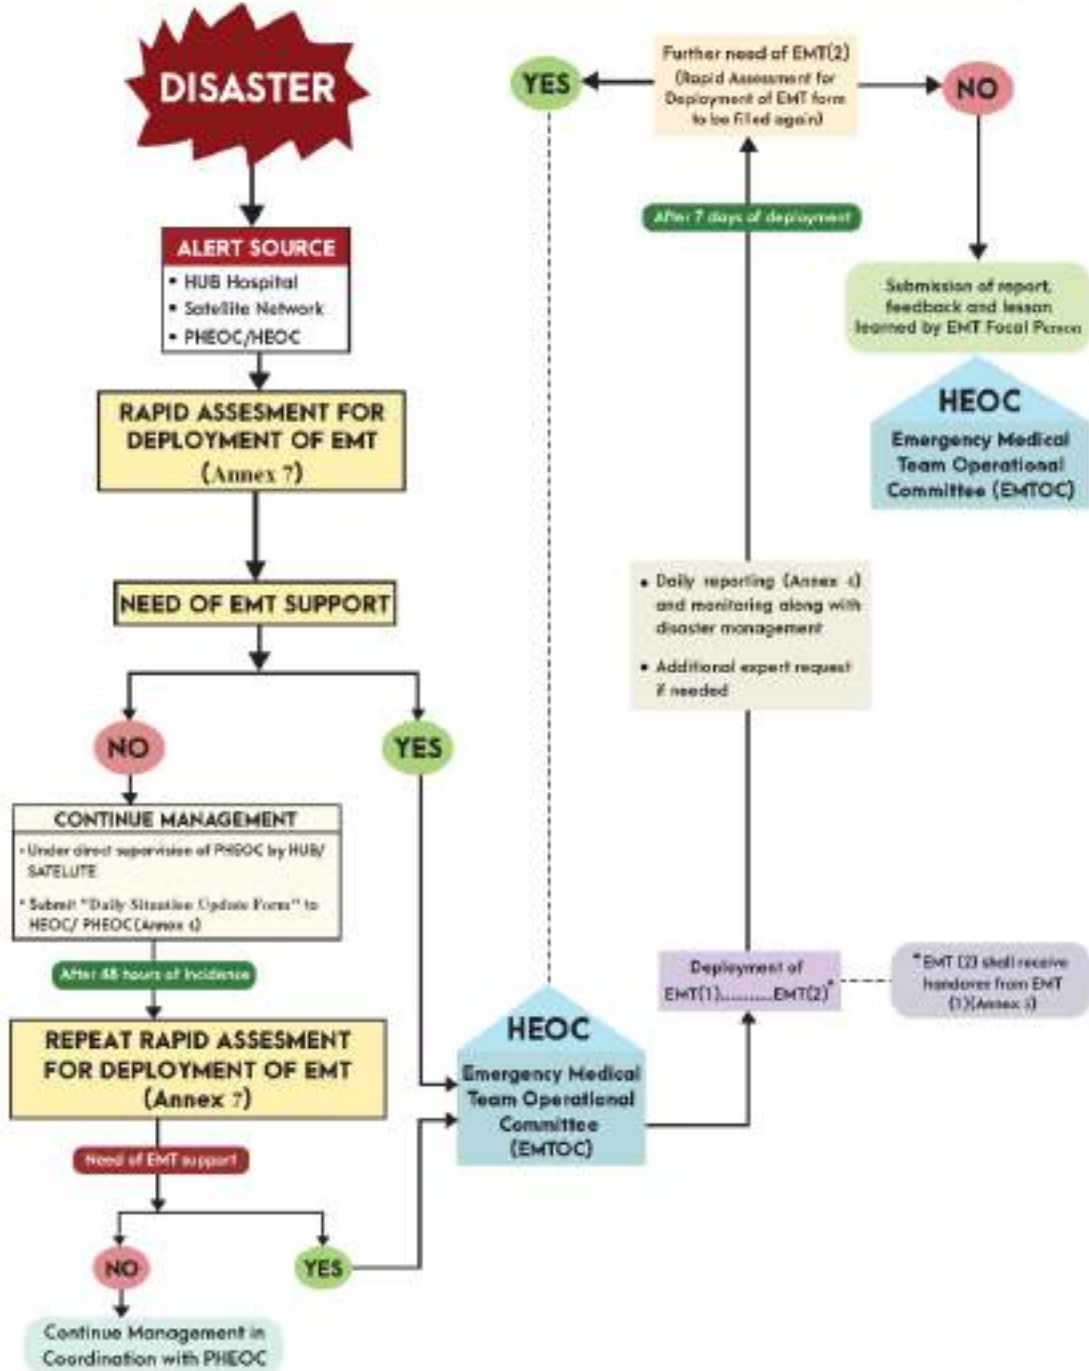 DISASTER
ALERT SOURCE
▪ HUB Hospital
▪ Satellite Network
▪ PHEOC/HEOC
RAPID ASSESMENT FOR
DEPLOYMENT OF EMT
(Annex 7)
NEED OF EMT SUPPORT
NO
YES
CONTINUE MANAGEMENT
• Under direct supervision of PHEOC by HUB/
SATELUTE
• Submit "Daily Situation Update Form" to
HEOC/ PHEOC(Annex 4)
After 48 hours of Incidence
REPEAT RAPID ASSESMENT
FOR DEPLOYMENT OF EMT
(Annex 7)
Need of EMT support
NO
YES
Continue Management in
Coordination with PHEOC
HEOC
Emergency Medical
Team Operational
Committee
(EMTOC)
Deployment of
EMT(1)...........EMT(2)*
*EMT (2) shall receive
handover from EMT
(1)(Annex
• Daily reporting (Annex 4)
and monitoring along with
disaster management
• Additional expert request
if needed
After 7 days of deployment
Further need of EMT(2)
(Rapid Assessment for
Deployment of EMT form
to be filled again)
YES
NO
Submission of report,
feedback and lesson
learned by EMT Focal Person
HEOC
Emergency Medical
Team Operational
Committee (EMTOC)